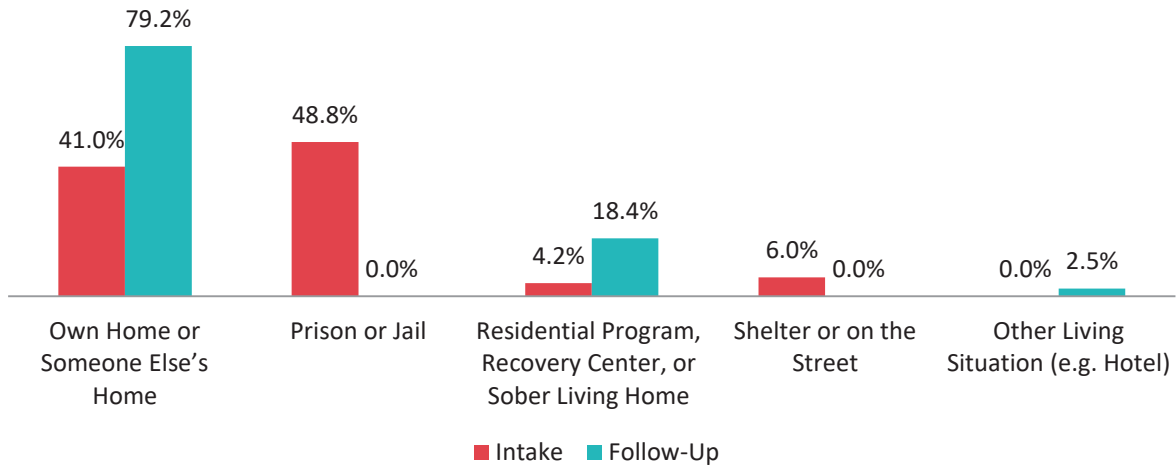 79.2%
41.0%
48.8%
0.0%
4.2%
18.4%
6.0%
0.0%
0.0%
2.5%
Own Home or
Someone Else’s
Home
Prison or Jail
Residential Program,
Recovery Center, or
Sober Living Home
Shelter or on the
Street
Other Living
Situation (e.g. Hotel)
Intake
Follow-Up